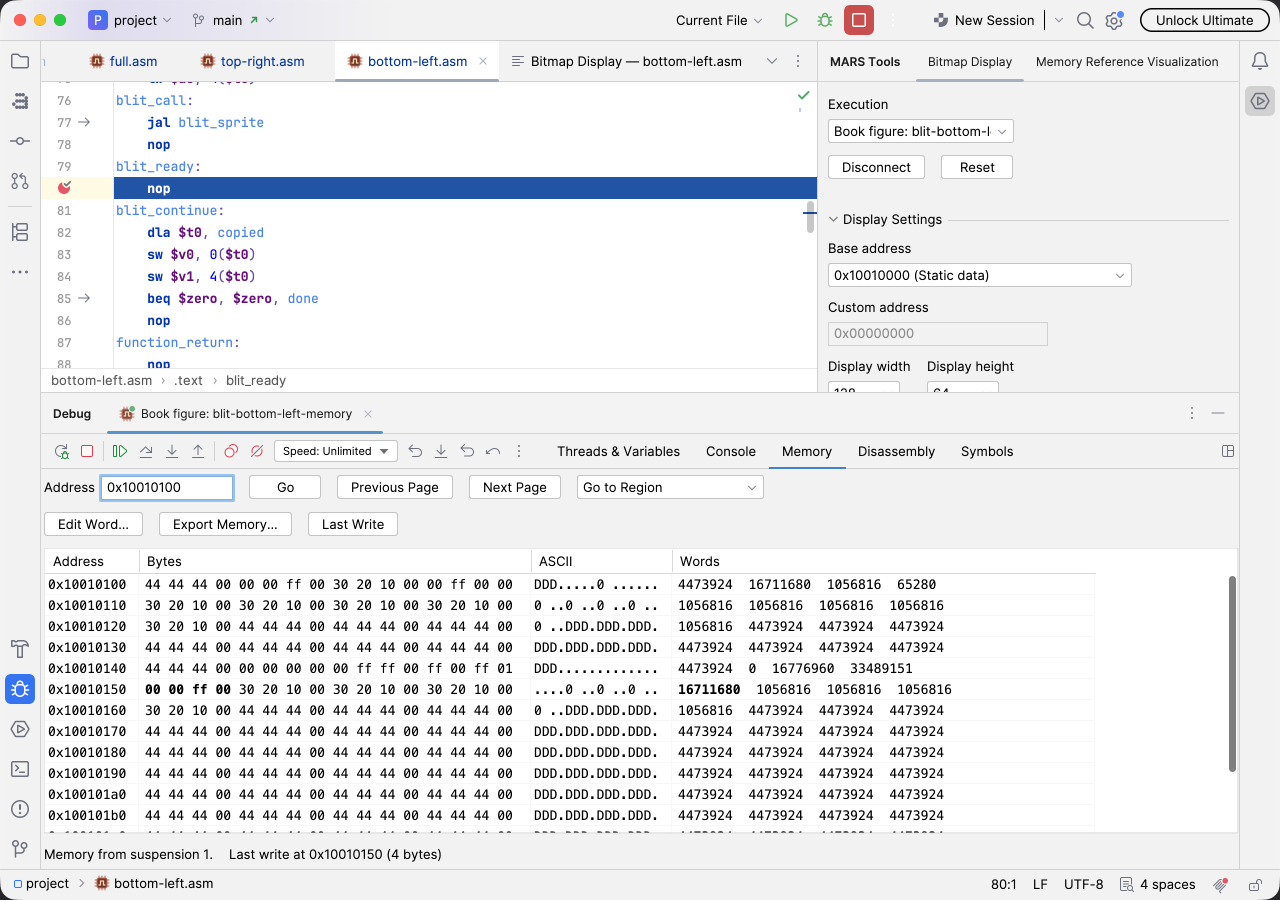 P project main Current File New Session Unlock Ultimate
full.asm top-right.asm bottom-left.asm Bitmap Display — bottom-left.asm
MARS Tools Bitmap Display Memory Reference Visualization
76 blit_call:
77 jal blit_sprite
78 nop
79 blit_ready:
nop
81 blit_continue:
82 dla $t0, copied
83 sw $v0, 0($t0)
84 sw $v1, 4($t0)
85 beq $zero, $zero, done
86 nop
87 function_return:
88 nop
bottom-left.asm › .text › blit_ready
Execution
Book figure: blit-bottom-l
Disconnect Reset
Display Settings
Base address
0x10010000 (Static data)
Custom address
0x00000000
Display width Display height
128 64
Debug Book figure: blit-bottom-left-memory
Speed: Unlimited Threads & Variables Console Memory Disassembly Symbols
Address 0x10010100 Go Previous Page Next Page Go to Region
Edit Word... Export Memory... Last Write
Address Bytes ASCII Words
0x10010100 44 44 44 00 00 00 ff 00 30 20 10 00 00 ff 00 00 DDD.....0 ...... 4473924 16711680 1056816 65280
0x10010110 30 20 10 00 30 20 10 00 30 20 10 00 30 20 10 00 0 ..0 ..0 ..0 .. 1056816 1056816 1056816 1056816
0x10010120 30 20 10 00 44 44 44 00 44 44 44 00 44 44 44 00 0 ..DDD.DDD.DDD. 1056816 4473924 4473924 4473924
0x10010130 44 44 44 00 44 44 44 00 44 44 44 00 44 44 44 00 DDD.DDD.DDD.DDD. 4473924 4473924 4473924 4473924
0x10010140 44 44 44 00 00 00 00 00 00 ff ff 00 ff 00 ff 01 DDD............. 4473924 0 16776960 33489151
0x10010150 00 00 ff 00 30 20 10 00 30 20 10 00 30 20 10 00 ....0 ..0 ..0 .. 16711680 1056816 1056816 1056816
0x10010160 30 20 10 00 44 44 44 00 44 44 44 00 44 44 44 00 0 ..DDD.DDD.DDD. 1056816 4473924 4473924 4473924
0x10010170 44 44 44 00 44 44 44 00 44 44 44 00 44 44 44 00 DDD.DDD.DDD.DDD. 4473924 4473924 4473924 4473924
0x10010180 44 44 44 00 44 44 44 00 44 44 44 00 44 44 44 00 DDD.DDD.DDD.DDD. 4473924 4473924 4473924 4473924
0x10010190 44 44 44 00 44 44 44 00 44 44 44 00 44 44 44 00 DDD.DDD.DDD.DDD. 4473924 4473924 4473924 4473924
0x100101a0 44 44 44 00 44 44 44 00 44 44 44 00 44 44 44 00 DDD.DDD.DDD.DDD. 4473924 4473924 4473924 4473924
0x100101b0 44 44 44 00 44 44 44 00 44 44 44 00 44 44 44 00 DDD.DDD.DDD.DDD. 4473924 4473924 4473924 4473924
Memory from suspension 1. Last write at 0x10010150 (4 bytes)
project › bottom-left.asm 80:1 LF UTF-8 4 spaces